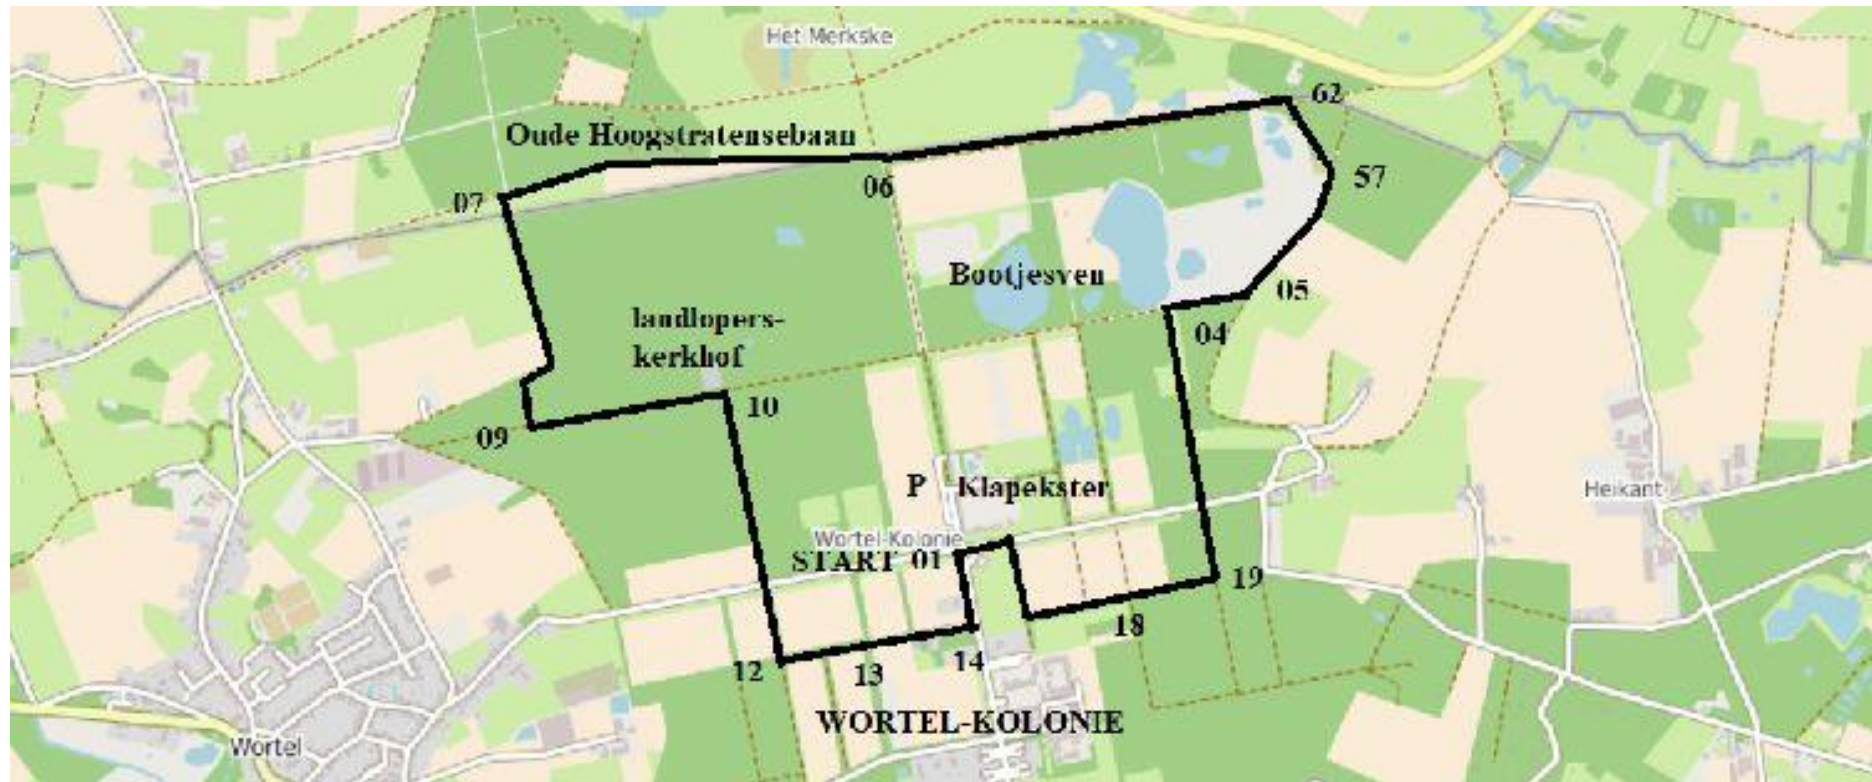 Het Merkske
62
Oude Hoogstratensebaan
57
06
07
Bootjesven
05
landlopers-
kerkhof
04
10
09
P Klapekster
Heikant
Wortel-Kolonie
START 01
19
18
14
12
13
WORTEL-KOLONIE
Wortel